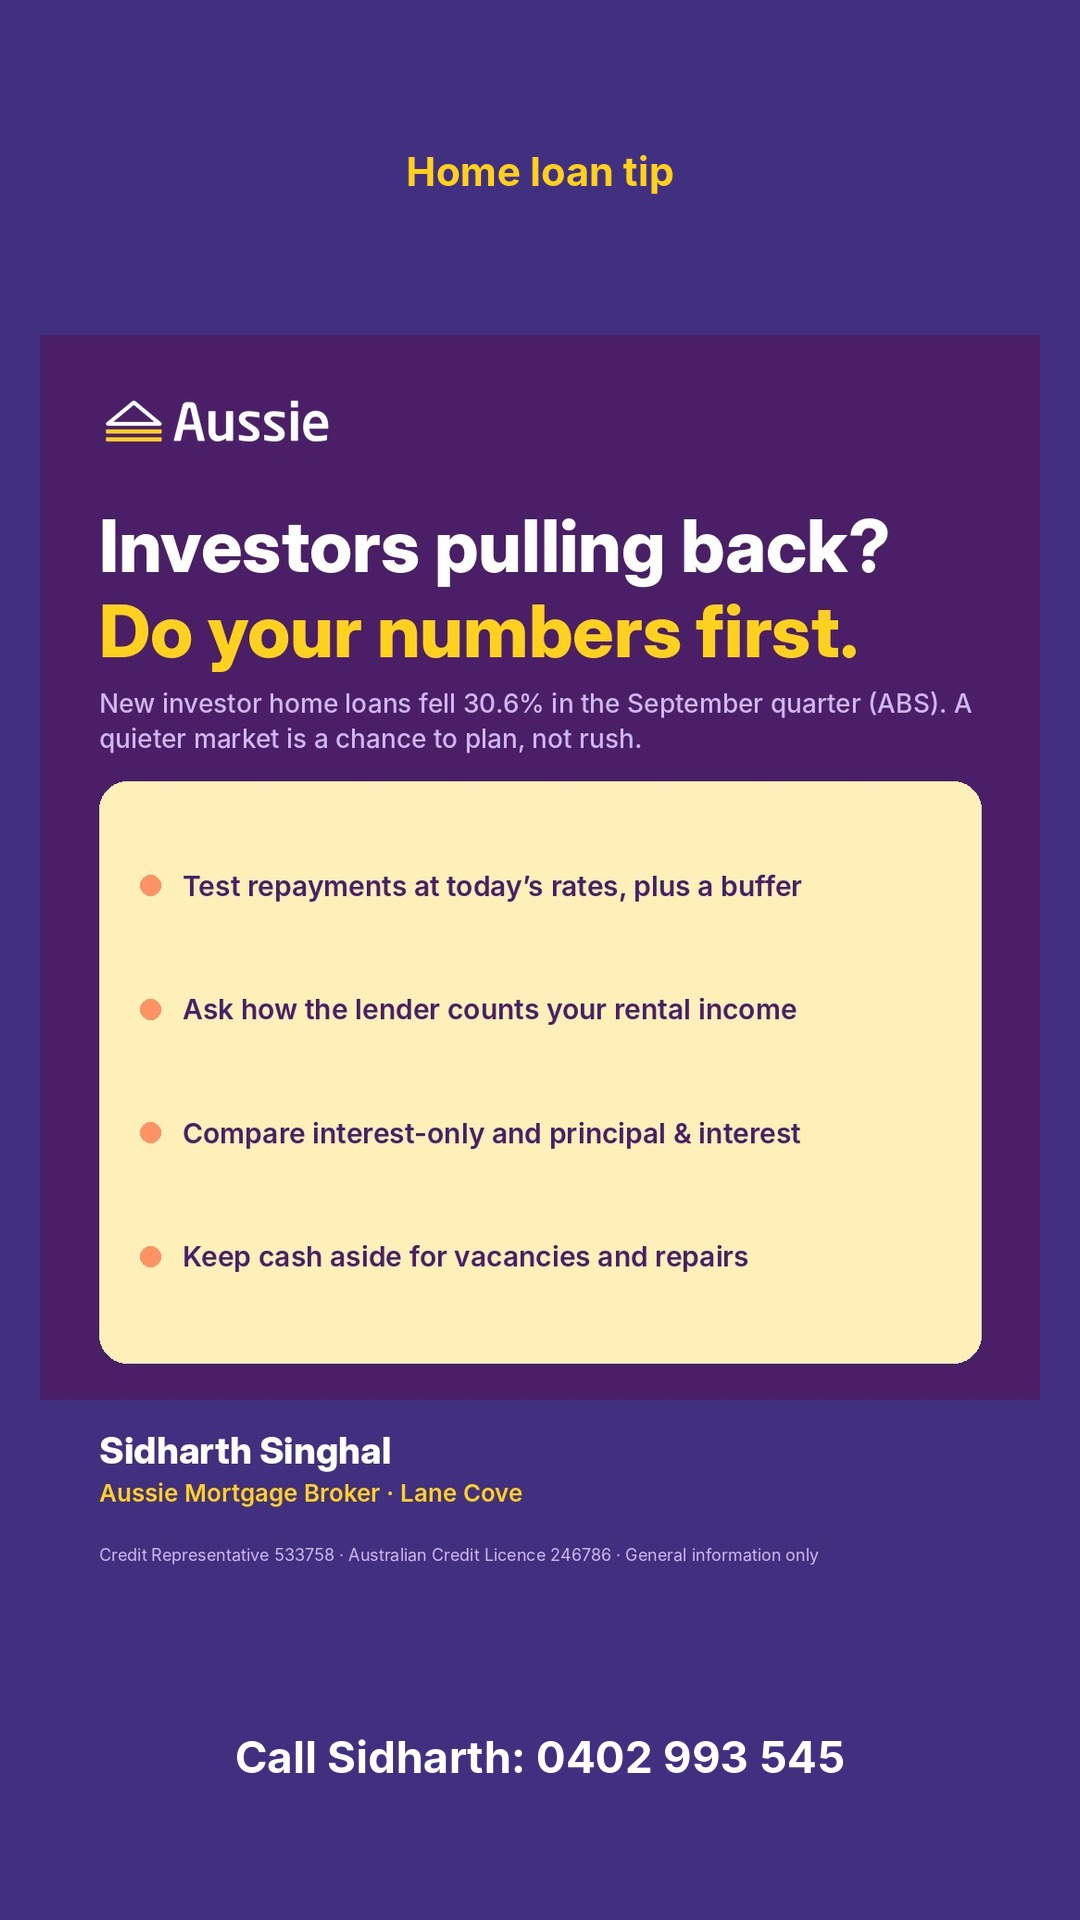 Home loan tip
Aussie
Investors pulling back?
Do your numbers first.
New investor home loans fell 30.6% in the September quarter (ABS). A
quieter market is a chance to plan, not rush.
Test repayments at today’s rates, plus a buffer
Ask how the lender counts your rental income
Compare interest-only and principal & interest
Keep cash aside for vacancies and repairs
Sidharth Singhal
Aussie Mortgage Broker · Lane Cove
Credit Representative 533758 · Australian Credit Licence 246786 · General information only
Call Sidharth: 0402 993 545